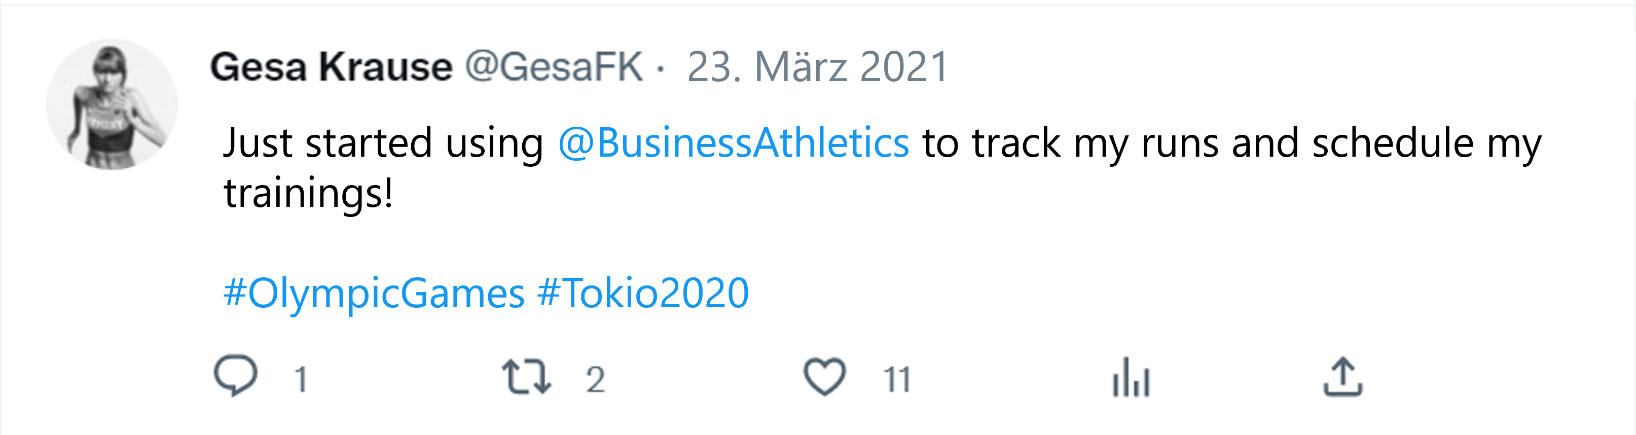 Gesa Krause @GesaFK · 23. März 2021
Just started using @BusinessAthletics to track my runs and schedule my
trainings!
#OlympicGames #Tokio2020
1 2 11